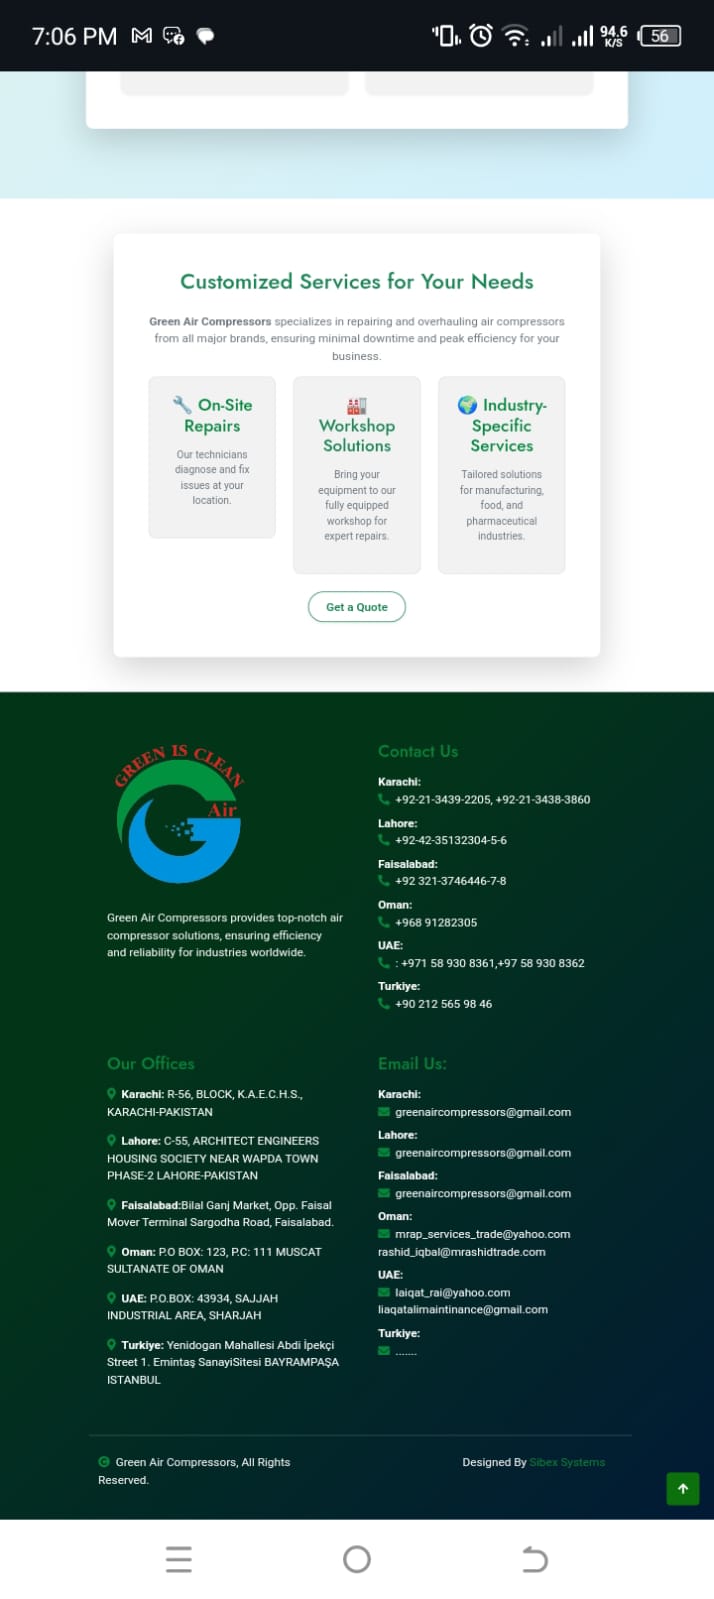 7:06 PM
94.6
K/S
56
Customized Services for Your Needs
Green Air Compressors specializes in repairing and overhauling air compressors
from all major brands, ensuring minimal downtime and peak efficiency for your
business.
On-Site
Repairs
Our technicians
diagnose and fix
issues at your
location.
Workshop
Solutions
Bring your
equipment to our
fully equipped
workshop for
expert repairs.
Industry-
Specific
Services
Tailored solutions
for manufacturing,
food, and
pharmaceutical
industries.
Get a Quote
GREEN IS CLEAN
Air
Green Air Compressors provides top-notch air
compressor solutions, ensuring efficiency
and reliability for industries worldwide.
Contact Us
Karachi:
+92-21-3439-2205, +92-21-3438-3860
Lahore:
+92-42-35132304-5-6
Faisalabad:
+92 321-3746446-7-8
Oman:
+968 91282305
UAE:
: +971 58 930 8361,+97 58 930 8362
Turkiye:
+90 212 565 98 46
Our Offices
Karachi: R-56, BLOCK, K.A.E.C.H.S.,
KARACHI-PAKISTAN
Lahore: C-55, ARCHITECT ENGINEERS
HOUSING SOCIETY NEAR WAPDA TOWN
PHASE-2 LAHORE-PAKISTAN
Faisalabad:Bilal Ganj Market, Opp. Faisal
Mover Terminal Sargodha Road, Faisalabad.
Oman: P.O BOX: 123, P.C: 111 MUSCAT
SULTANATE OF OMAN
UAE: P.O.BOX: 43934, SAJJAH
INDUSTRIAL AREA, SHARJAH
Turkiye: Yenidogan Mahallesi Abdi İpekçi
Street 1. Emintaş SanayiSitesi BAYRAMPAŞA
ISTANBUL
Email Us:
Karachi:
greenaircompressors@gmail.com
Lahore:
greenaircompressors@gmail.com
Faisalabad:
greenaircompressors@gmail.com
Oman:
mrap_services_trade@yahoo.com
rashid_iqbal@mrashidtrade.com
UAE:
laiqat_rai@yahoo.com
liaqatalimaintinance@gmail.com
Turkiye:
.......
Green Air Compressors, All Rights
Reserved.
Designed By Sibex Systems